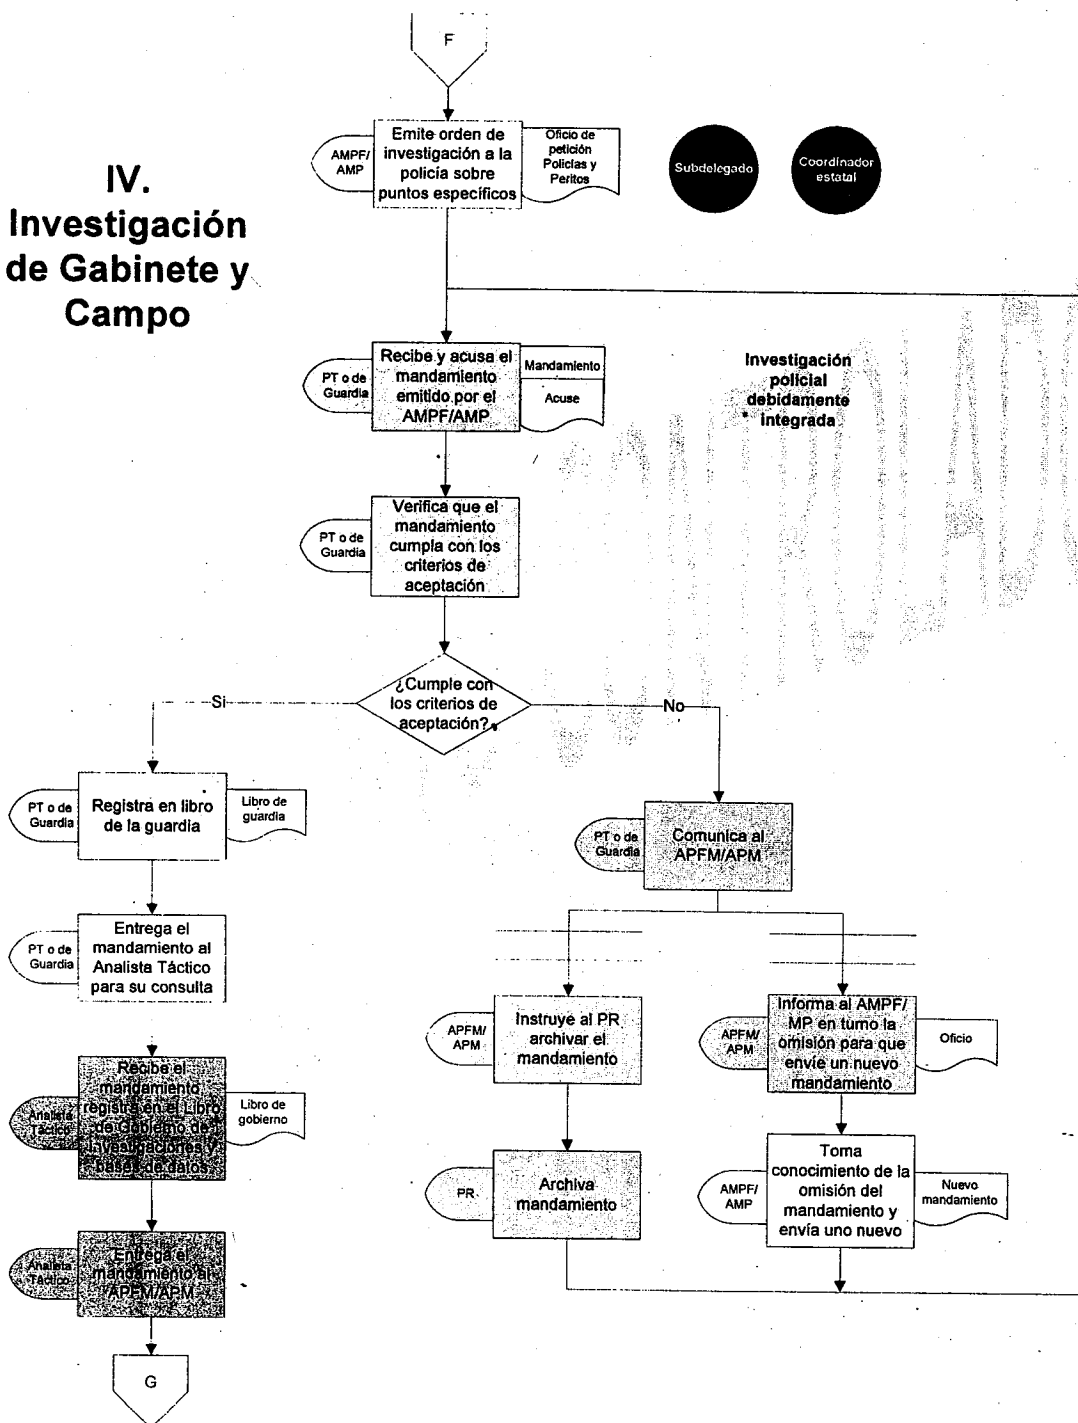 F
IV.
Investigación
de Gabinete y
Campo
AMPF/
AMP
Emite orden de
investigación a la
policía sobre
puntos específicos
Oficio de
petición
Policías y
Peritos
Subdelegado
Coordinador
estatal
PT o de
Guardia
Recibe y acusa el
mandamiento
emitido por el
AMPF/AMP
Mandamiento
Acuse
Investigación
policial
debidamente
integrada
PT o de
Guardia
Verifica que el
mandamiento
cumpla con los
criterios de
aceptación
¿Cumple con
los criterios de
aceptación?
Si
No
PT o de
Guardia
Registra en libro
de la guardia
Libro de
guardia
PT o de
Guardia
Comunica al
APFM/APM
PT o de
Guardia
Entrega el
mandamiento al
Analista Táctico
para su consulta
APFM/
APM
Instruye al PR
archivar el
mandamiento
APFM/
APM
Informa al AMPF/
MP en turno la
omisión para que
envíe un nuevo
mandamiento
Oficio
Analista
Táctico
Recibe el
mandamiento
registra en el Libro
de Gobierno de
Investigaciones y
bases de datos
Libro de
gobierno
PR
Archiva
mandamiento
AMPF/
AMP
Toma
conocimiento de la
omisión del
mandamiento y
envía uno nuevo
Nuevo
mandamiento
Analista
Táctico
Entrega el
mandamiento al
APFM/APM
G